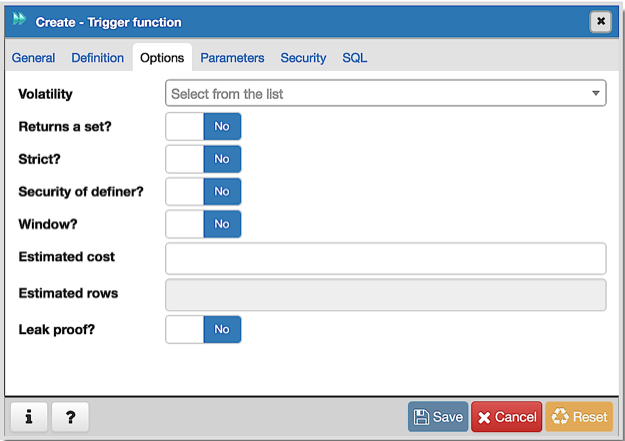 Create - Trigger function
General Definition Options Parameters Security SQL
Volatility Select from the list
Returns a set? No
Strict? No
Security of definer? No
Window? No
Estimated cost
Estimated rows
Leak proof? No
i ? Save Cancel Reset